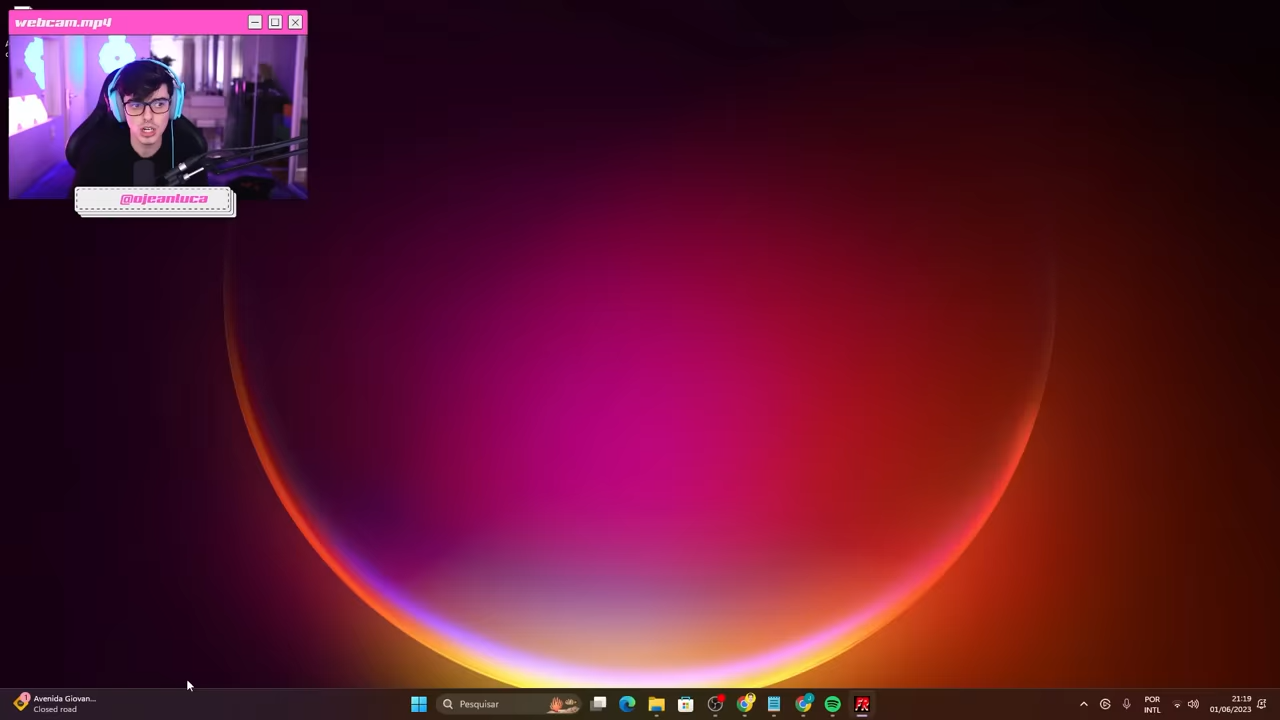 webcam.mp4
@ojeanluca
Avenida Giovan...
Closed road
Pesquisar
POR
INTL
21:19
01/06/2023